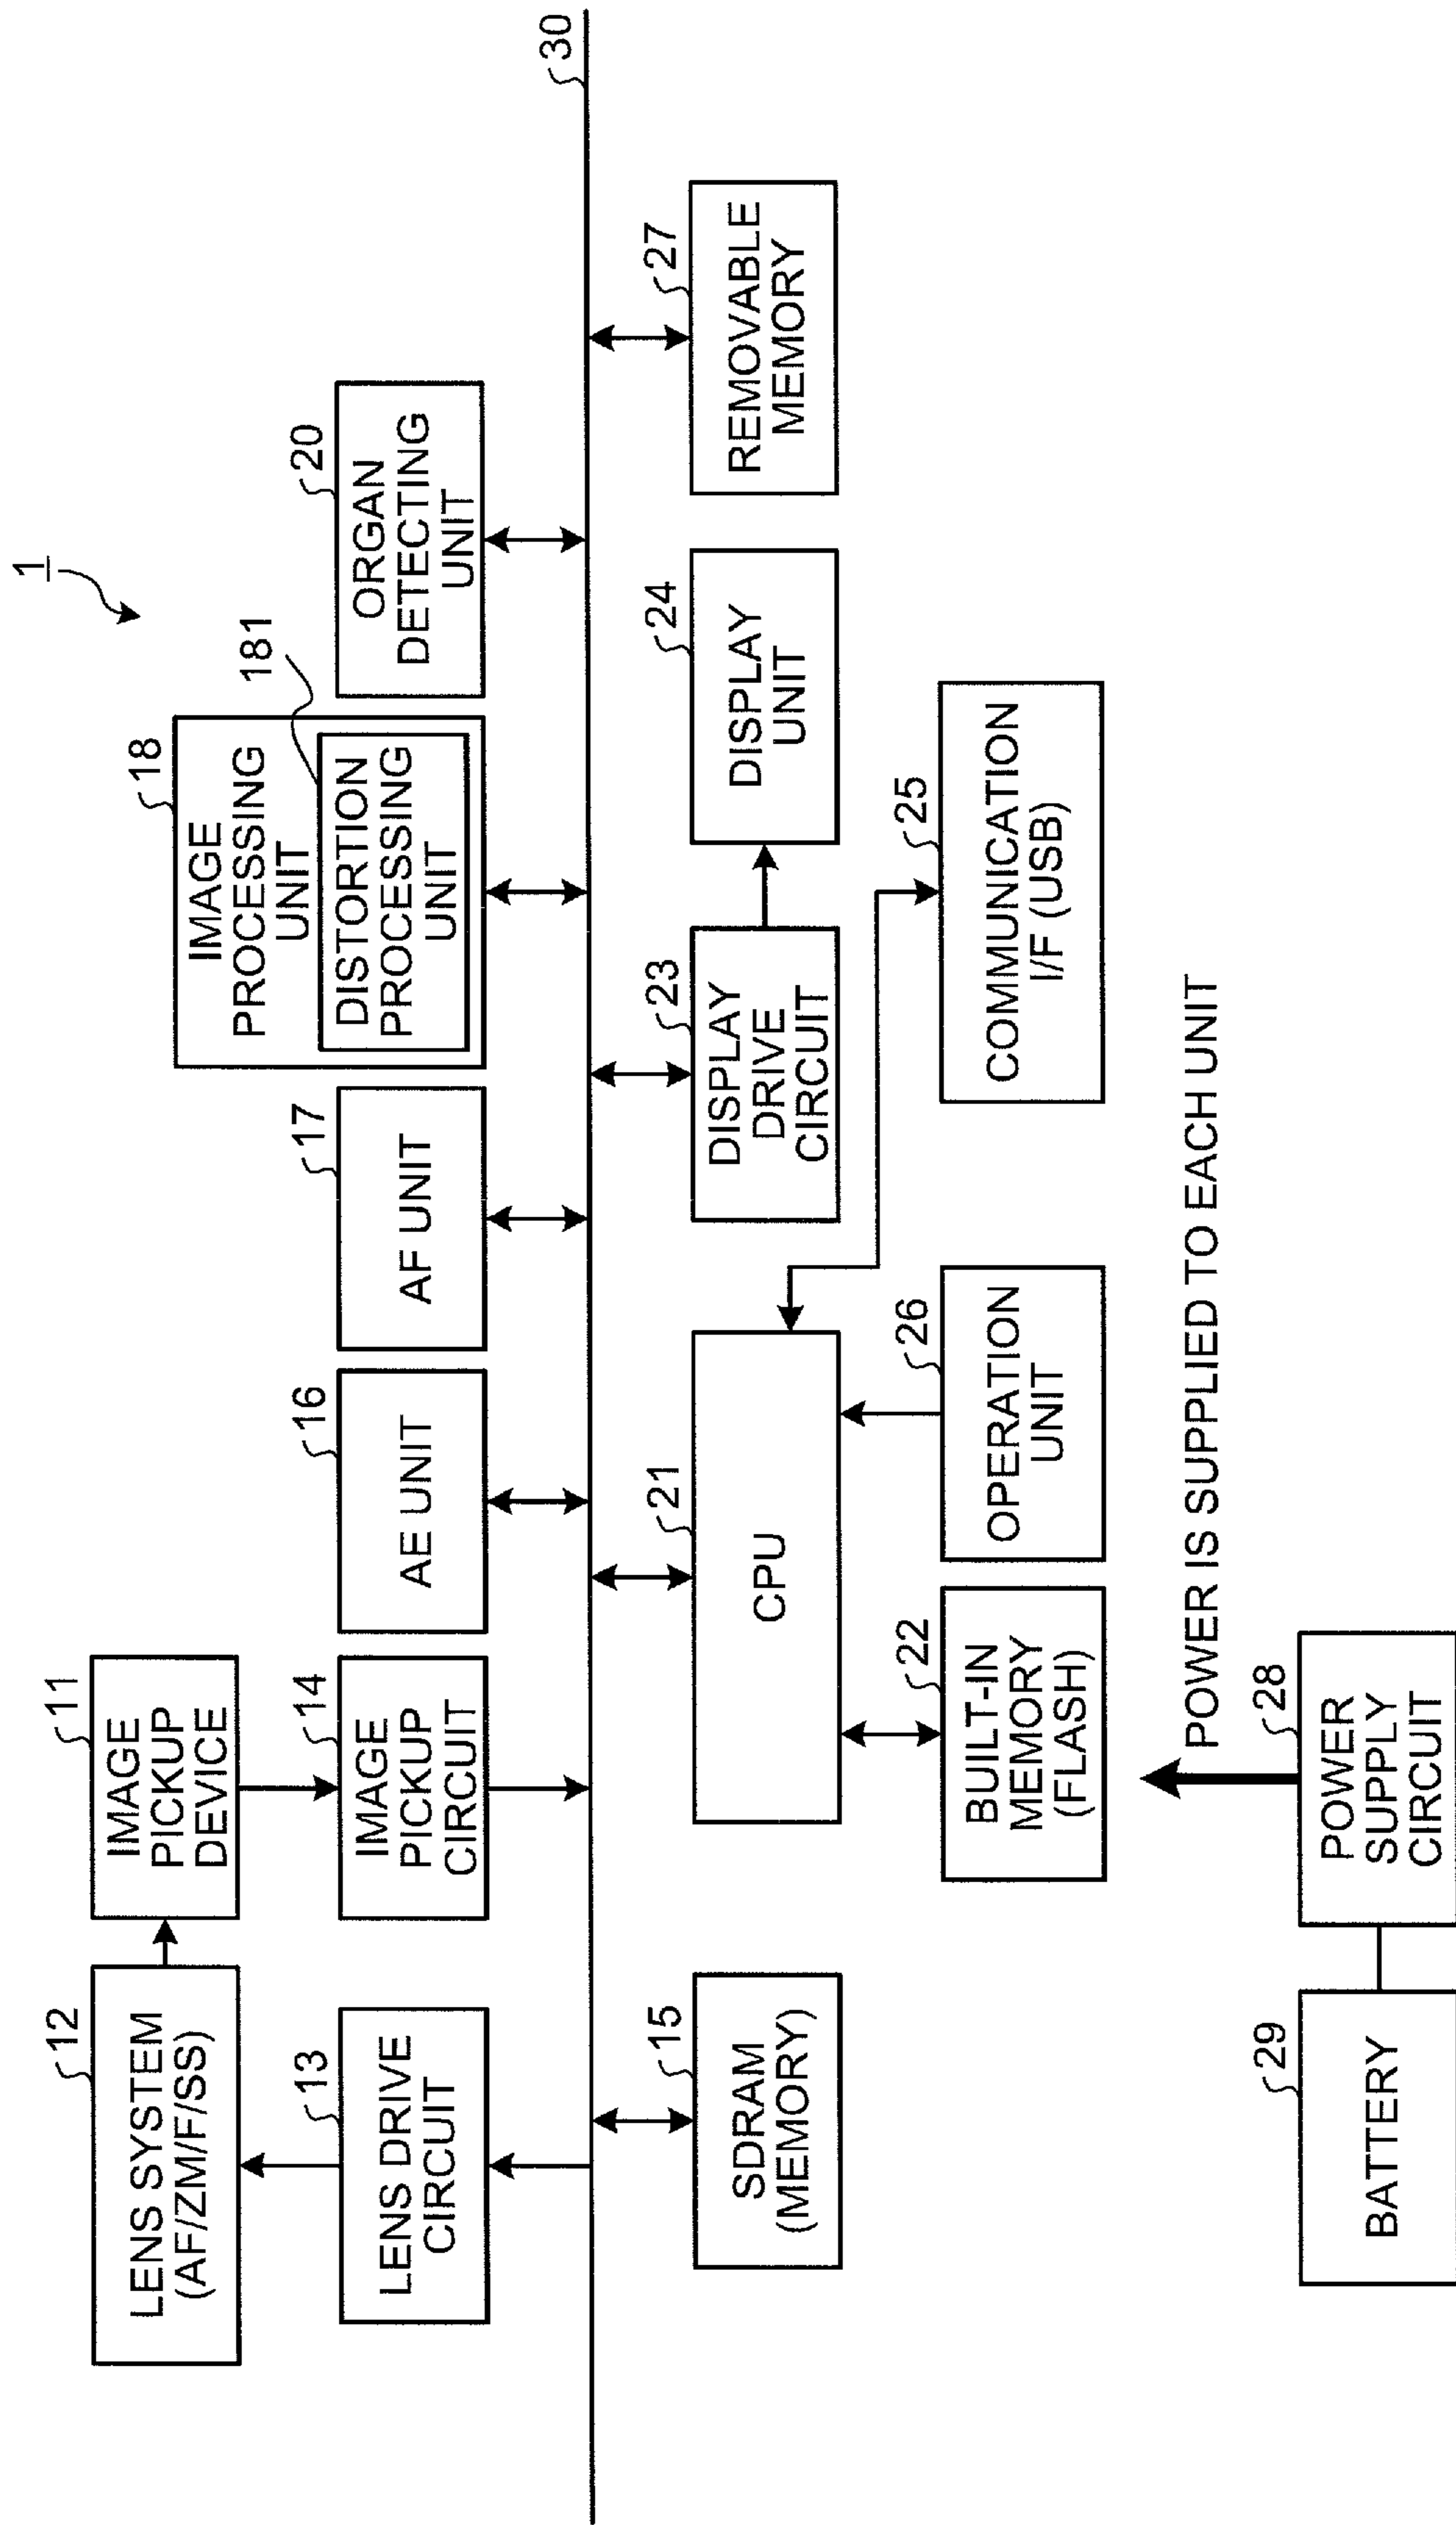 1
12
LENS SYSTEM
(AF/ZM/F/SS)
11
IMAGE
PICKUP
DEVICE
18
IMAGE
PROCESSING
UNIT
181
DISTORTION
PROCESSING
UNIT
13
LENS DRIVE
CIRCUIT
14
IMAGE
PICKUP
CIRCUIT
16
AE UNIT
17
AF UNIT
20
ORGAN
DETECTING
UNIT
30
15
SDRAM
(MEMORY)
21
CPU
23
DISPLAY
DRIVE
CIRCUIT
24
DISPLAY
UNIT
27
REMOVABLE
MEMORY
22
BUILT-IN
MEMORY
(FLASH)
26
OPERATION
UNIT
25
COMMUNICATION
I/F (USB)
POWER IS SUPPLIED TO EACH UNIT
29
BATTERY
28
POWER
SUPPLY
CIRCUIT